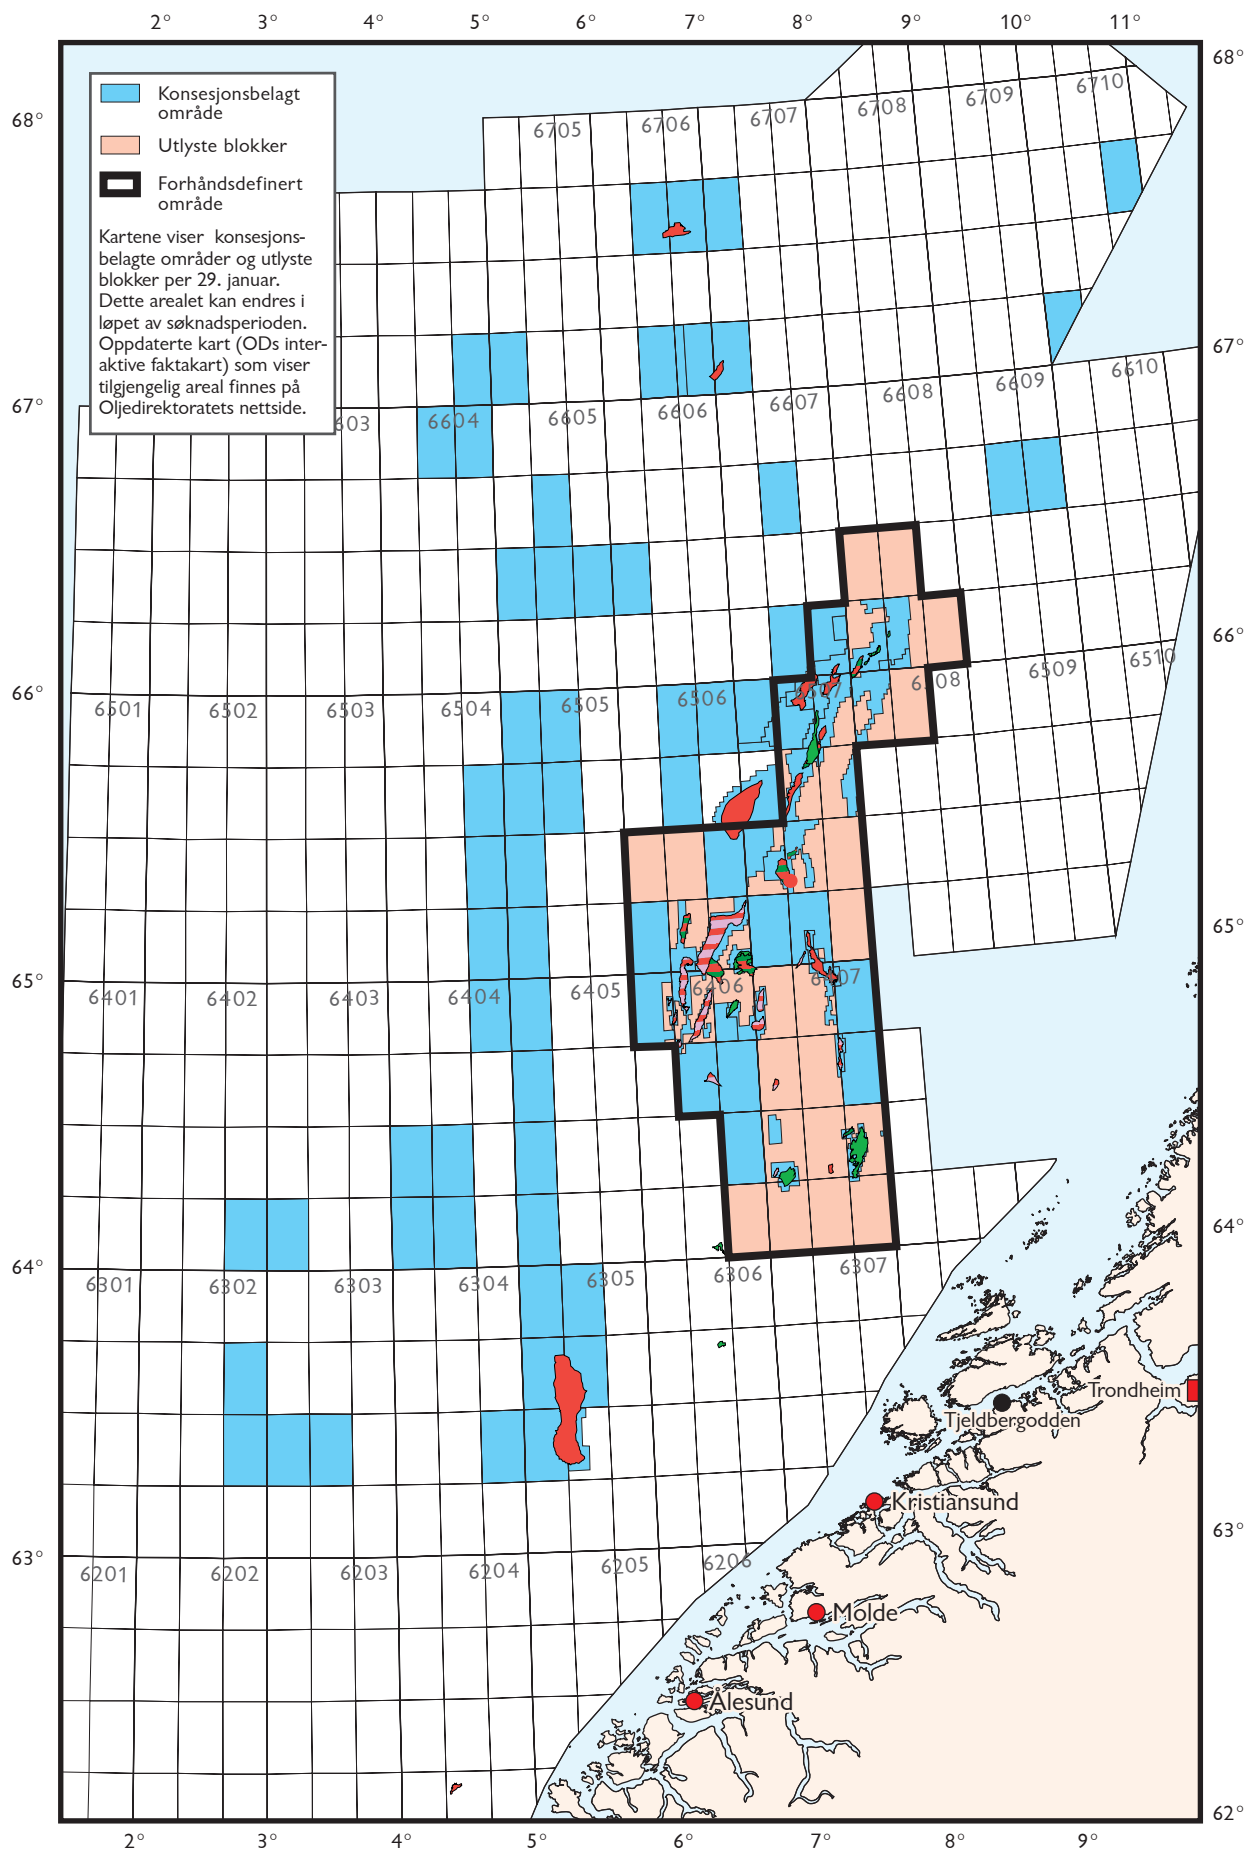 2° 3° 4° 5° 6° 7° 8° 9° 10° 11°
68°
68°
Konsesjonsbelagt
område
Utlyste blokker
Forhåndsdefinert
område
Kartene viser konsesjons-
belagte områder og utlyste
blokker per 29. januar.
Dette arealet kan endres i
løpet av søknadsperioden.
Oppdaterte kart (ODs inter-
aktive faktakart) som viser
tilgjengelig areal finnes på
Oljedirektoratets nettside.
6705 6706 6707 6708 6709 6710
67°
67°
603 6604 6605 6606 6607 6608 6609 6610
66°
66°
6501 6502 6503 6504 6505 6506 6508 6509 6510
65°
65°
6401 6402 6403 6404 6405 6406
64°
64°
6301 6302 6303 6304 6305 6306 6307
Trondheim
Tjeldbergodden
Kristiansund
63°
63°
6201 6202 6203 6204 6205 6206
Molde
Ålesund
62°
2° 3° 4° 5° 6° 7° 8° 9°